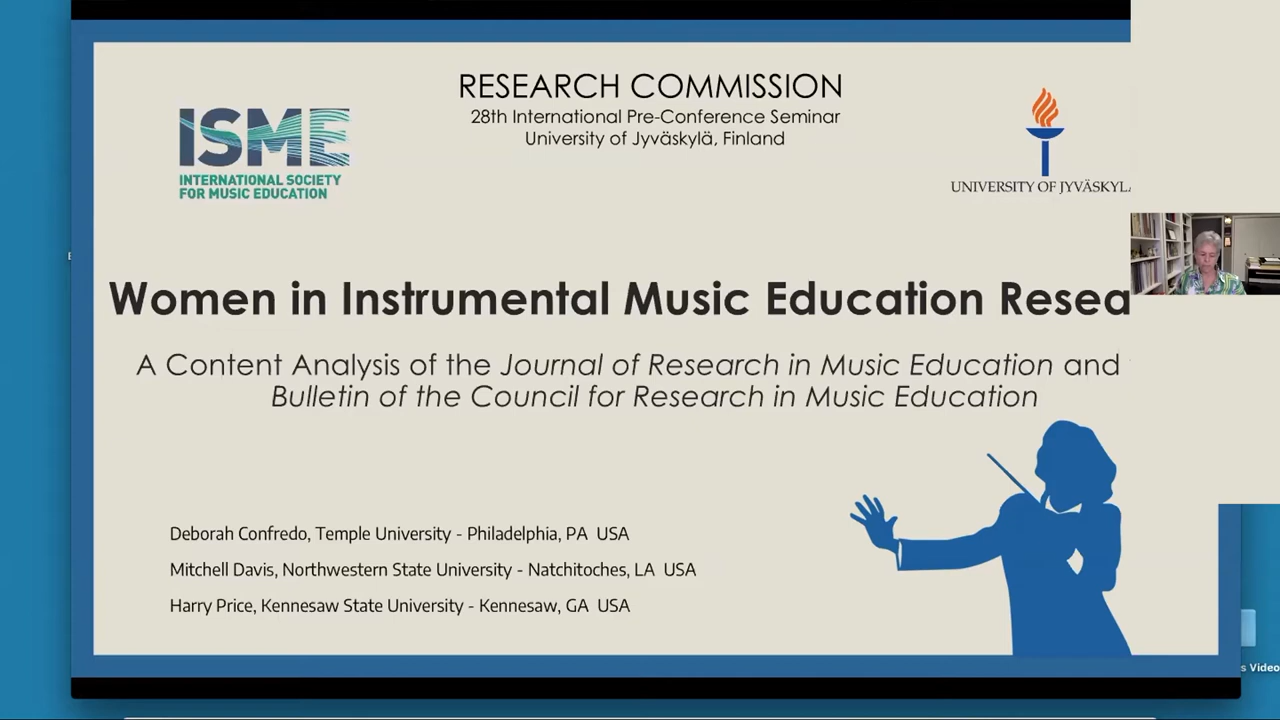 RESEARCH COMMISSION
28th International Pre-Conference Seminar
University of Jyväskylä, Finland
ISME
INTERNATIONAL SOCIETY
FOR MUSIC EDUCATION
UNIVERSITY OF JYVÄSKYL
Women in Instrumental Music Education Resea
A Content Analysis of the Journal of Research in Music Education and
Bulletin of the Council for Research in Music Education
Deborah Confredo, Temple University - Philadelphia, PA USA
Mitchell Davis, Northwestern State University - Natchitoches, LA USA
Harry Price, Kennesaw State University - Kennesaw, GA USA
s Video